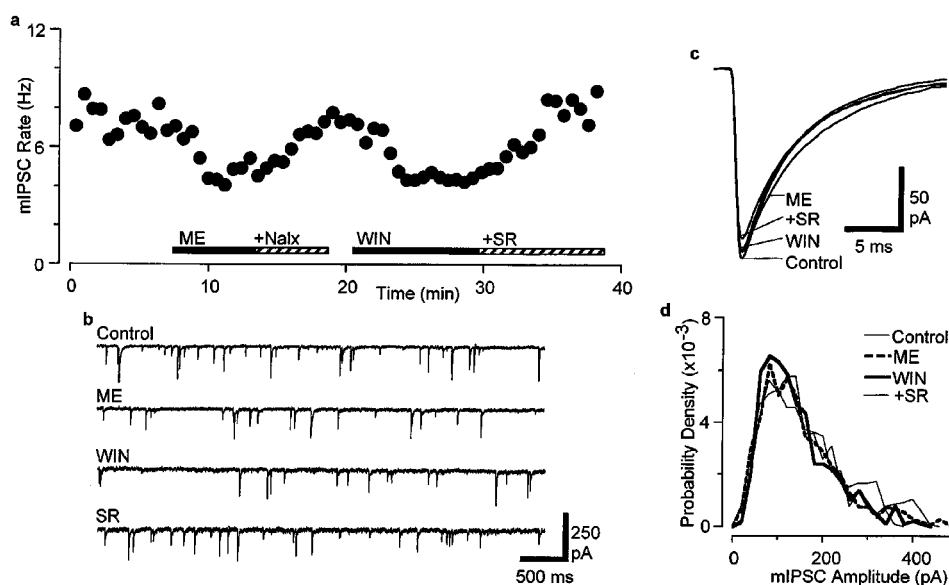 a
12
6
0
mIPSC Rate (Hz)
ME
+Nalx
WIN
+SR
0
10
20
30
40
Time (min)
b
Control
ME
WIN
SR
250
pA
500 ms
c
ME
+SR
WIN
Control
50
pA
5 ms
d
8
4
0
Probability Density (x10⁻³)
Control
ME
WIN
+SR
0
200
400
mIPSC Amplitude (pA)